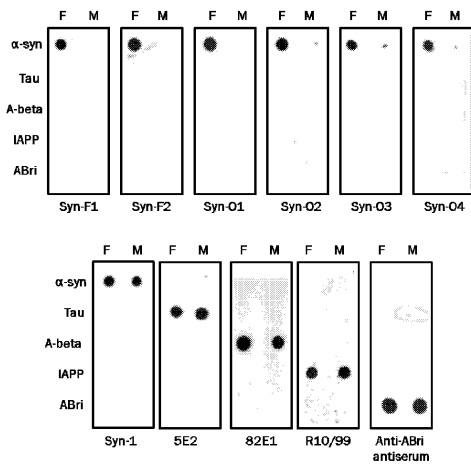 F M F M F M F M F M F M
α-syn
Tau
A-beta
IAPP
ABri
Syn-F1 Syn-F2 Syn-O1 Syn-O2 Syn-O3 Syn-O4
F M F M F M F M F M
α-syn
Tau
A-beta
IAPP
ABri
Syn-1 5E2 82E1 R10/99 Anti-ABri
antiserum